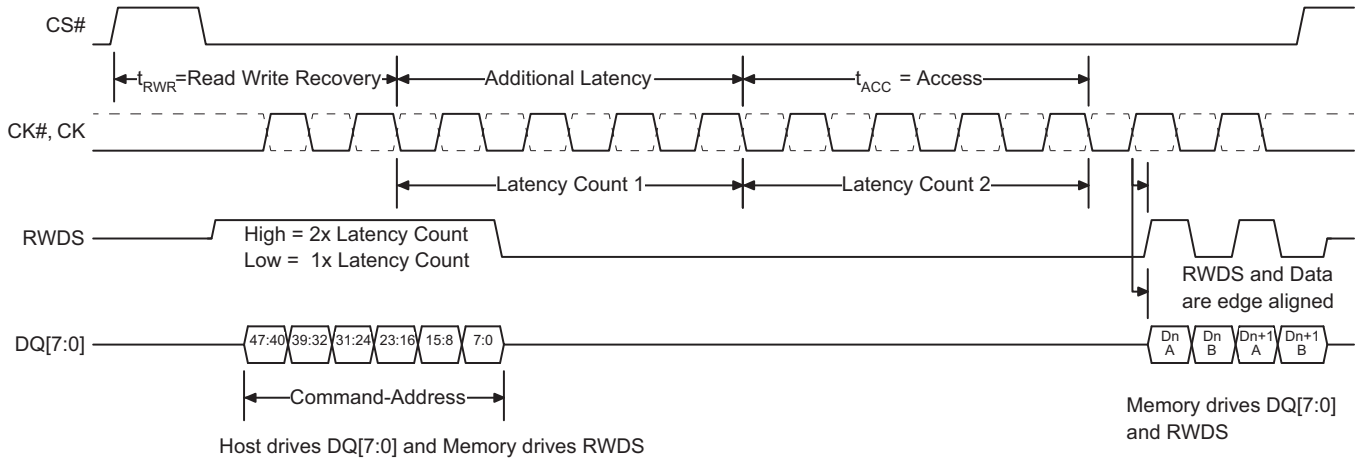 CS#
tRWR=Read Write Recovery
Additional Latency
tACC = Access
CK#, CK
Latency Count 1
Latency Count 2
RWDS
High = 2x Latency Count
Low = 1x Latency Count
RWDS and Data
are edge aligned
DQ[7:0]
47:40 39:32 31:24 23:16 15:8 7:0
Dn A Dn B Dn+1 A Dn+1 B
Command-Address
Memory drives DQ[7:0]
and RWDS
Host drives DQ[7:0] and Memory drives RWDS